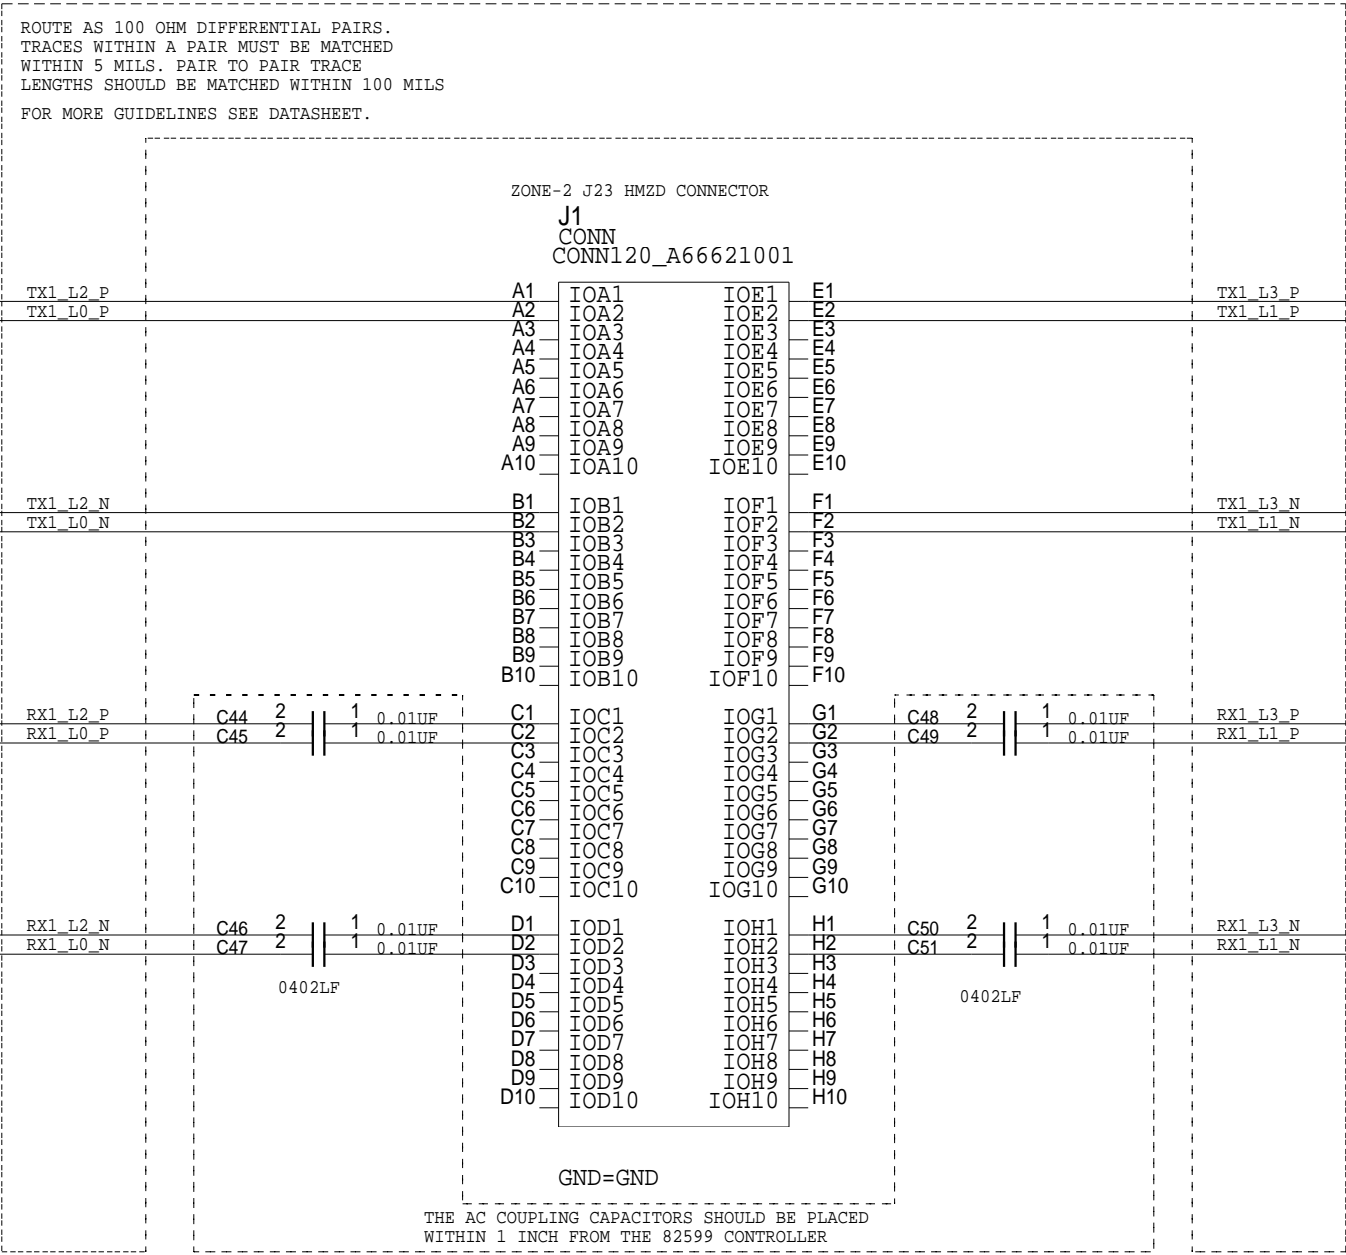 ROUTE AS 100 OHM DIFFERENTIAL PAIRS.
TRACES WITHIN A PAIR MUST BE MATCHED
WITHIN 5 MILS. PAIR TO PAIR TRACE
LENGTHS SHOULD BE MATCHED WITHIN 100 MILS
FOR MORE GUIDELINES SEE DATASHEET.
ZONE-2 J23 HMZD CONNECTOR
J1
CONN
CONN120_A66621001
TX1_L2_P A1 IOA1 IOE1 E1 TX1_L3_P
TX1_L0_P A2 IOA2 IOE2 E2 TX1_L1_P
A3 IOA3 IOE3 E3
A4 IOA4 IOE4 E4
A5 IOA5 IOE5 E5
A6 IOA6 IOE6 E6
A7 IOA7 IOE7 E7
A8 IOA8 IOE8 E8
A9 IOA9 IOE9 E9
A10 IOA10 IOE10 E10
TX1_L2_N B1 IOB1 IOF1 F1 TX1_L3_N
TX1_L0_N B2 IOB2 IOF2 F2 TX1_L1_N
B3 IOB3 IOF3 F3
B4 IOB4 IOF4 F4
B5 IOB5 IOF5 F5
B6 IOB6 IOF6 F6
B7 IOB7 IOF7 F7
B8 IOB8 IOF8 F8
B9 IOB9 IOF9 F9
B10 IOB10 IOF10 F10
RX1_L2_P C44 2 1 0.01UF C1 IOC1 IOG1 G1 C48 2 1 0.01UF RX1_L3_P
RX1_L0_P C45 2 1 0.01UF C2 IOC2 IOG2 G2 C49 2 1 0.01UF RX1_L1_P
C3 IOC3 IOG3 G3
C4 IOC4 IOG4 G4
C5 IOC5 IOG5 G5
C6 IOC6 IOG6 G6
C7 IOC7 IOG7 G7
C8 IOC8 IOG8 G8
C9 IOC9 IOG9 G9
C10 IOC10 IOG10 G10
RX1_L2_N C46 2 1 0.01UF D1 IOD1 IOH1 H1 C50 2 1 0.01UF RX1_L3_N
RX1_L0_N C47 2 1 0.01UF D2 IOD2 IOH2 H2 C51 2 1 0.01UF RX1_L1_N
D3 IOD3 IOH3 H3
0402LF D4 IOD4 IOH4 H4
D5 IOD5 IOH5 H5 0402LF
D6 IOD6 IOH6 H6
D7 IOD7 IOH7 H7
D8 IOD8 IOH8 H8
D9 IOD9 IOH9 H9
D10 IOD10 IOH10 H10
GND=GND
THE AC COUPLING CAPACITORS SHOULD BE PLACED
WITHIN 1 INCH FROM THE 82599 CONTROLLER